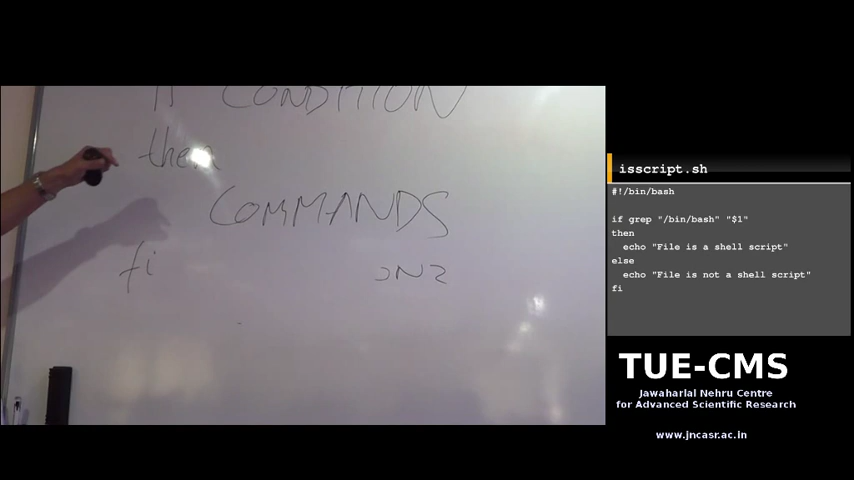 if CONDITION
then
COMMANDS
fi
isscript.sh
#!/bin/bash
if grep "/bin/bash" "$1"
then
echo "File is a shell script"
else
echo "File is not a shell script"
fi
TUE-CMS
Jawaharlal Nehru Centre
for Advanced Scientific Research
www.jncasr.ac.in